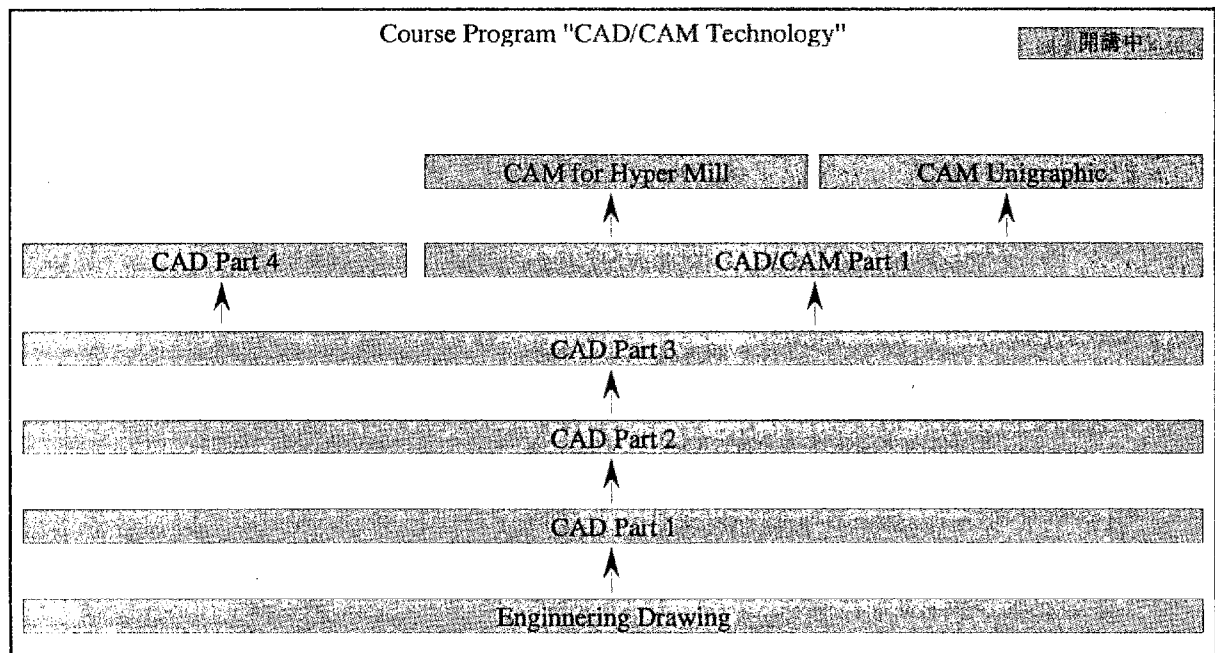 Course Program "CAD/CAM Technology"
開講中
CAM for Hyper Mill
CAM Unigraphic
CAD Part 4
CAD/CAM Part 1
CAD Part 3
CAD Part 2
CAD Part 1
Enginnering Drawing